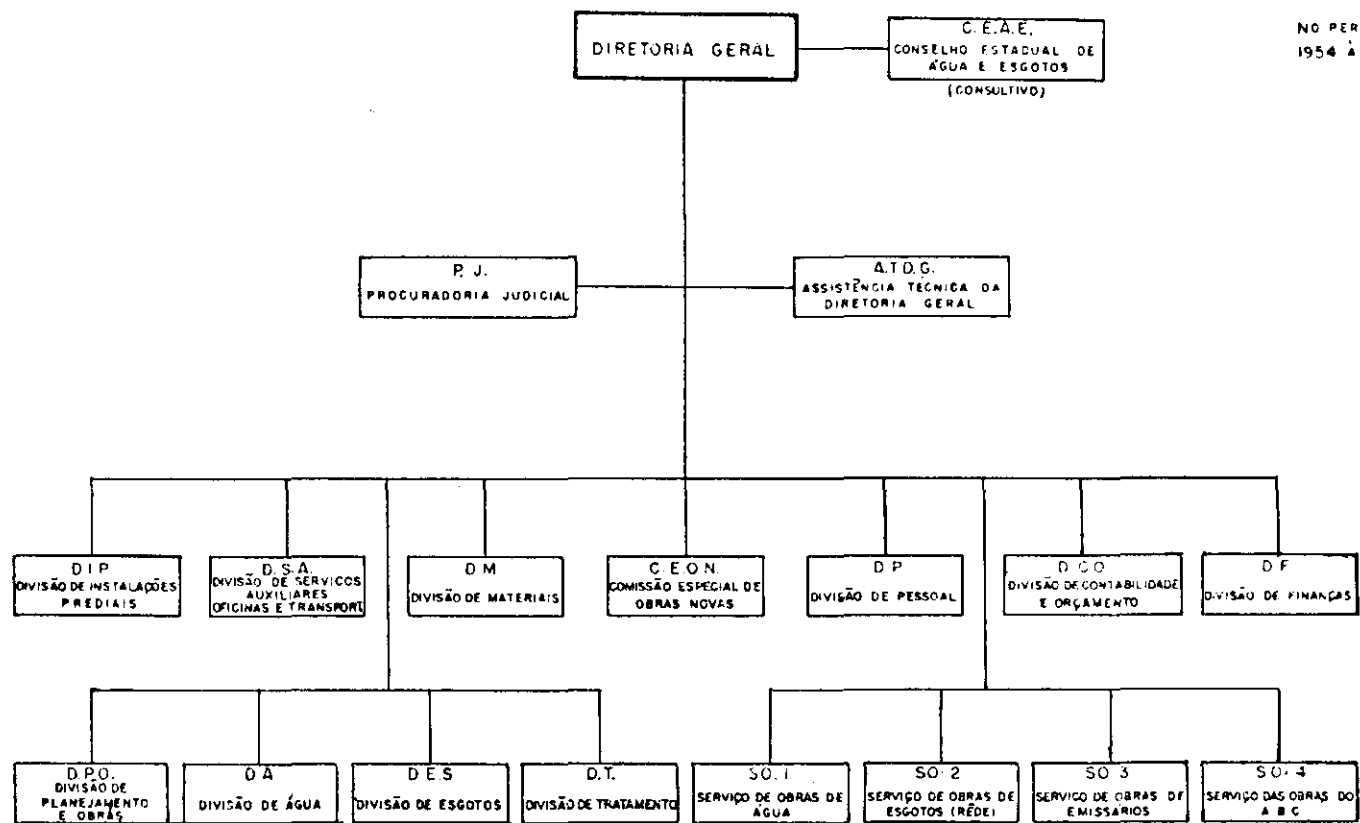 DIRETORIA GERAL
C.E.A.E.
CONSELHO ESTADUAL DE
ÁGUA E ESGOTOS
(CONSULTIVO)
NO PER
1954 À
P. J.
PROCURADORIA JUDICIAL
A.T.D.G.
ASSISTÊNCIA TÉCNICA DA
DIRETORIA GERAL
D I P
DIVISÃO DE INSTALAÇÕES
PREDIAIS
D.S.A.
DIVISÃO DE SERVIÇOS
AUXILIARES
OFICINAS E TRANSPORT
D M
DIVISÃO DE MATERIAIS
C.E.O.N.
COMISSÃO ESPECIAL DE
OBRAS NOVAS
D P
DIVISÃO DE PESSOAL
D C O
DIVISÃO DE CONTABILIDADE
E ORÇAMENTO
D F
DIVISÃO DE FINANÇAS
D.P.O.
DIVISÃO DE
PLANEJAMENTO
E OBRAS
D A
DIVISÃO DE ÁGUA
D E S
DIVISÃO DE ESGOTOS
D.T.
DIVISÃO DE TRATAMENTO
SO. 1
SERVIÇO DE OBRAS DE
ÁGUA
SO. 2
SERVIÇO DE OBRAS DE
ESGOTOS (RÊDE)
SO. 3
SERVIÇO DE OBRAS DE
EMISSÁRIOS
SO. 4
SERVIÇO DAS OBRAS DO
A B C